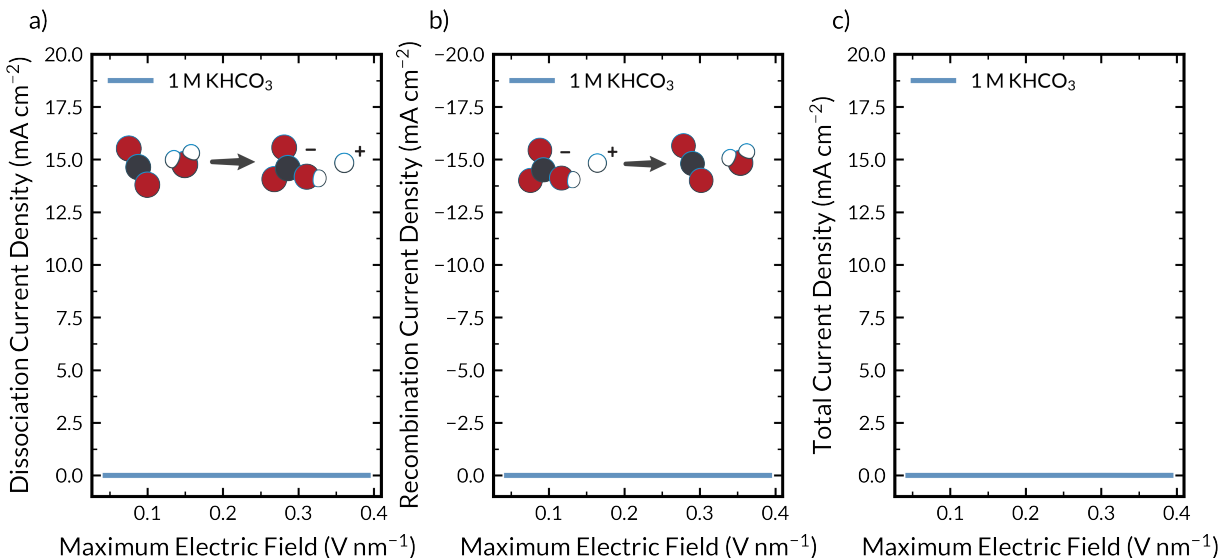 a)
Dissociation Current Density (mA cm⁻²)
20.0
17.5
15.0
12.5
10.0
7.5
5.0
2.5
0.0
1 M KHCO₃
− +
0.1 0.2 0.3 0.4
Maximum Electric Field (V nm⁻¹)
b)
Recombination Current Density (mA cm⁻²)
−20.0
−17.5
−15.0
−12.5
−10.0
−7.5
−5.0
−2.5
0.0
1 M KHCO₃
− +
0.1 0.2 0.3 0.4
Maximum Electric Field (V nm⁻¹)
c)
Total Current Density (mA cm⁻²)
20.0
17.5
15.0
12.5
10.0
7.5
5.0
2.5
0.0
1 M KHCO₃
0.1 0.2 0.3 0.4
Maximum Electric Field (V nm⁻¹)